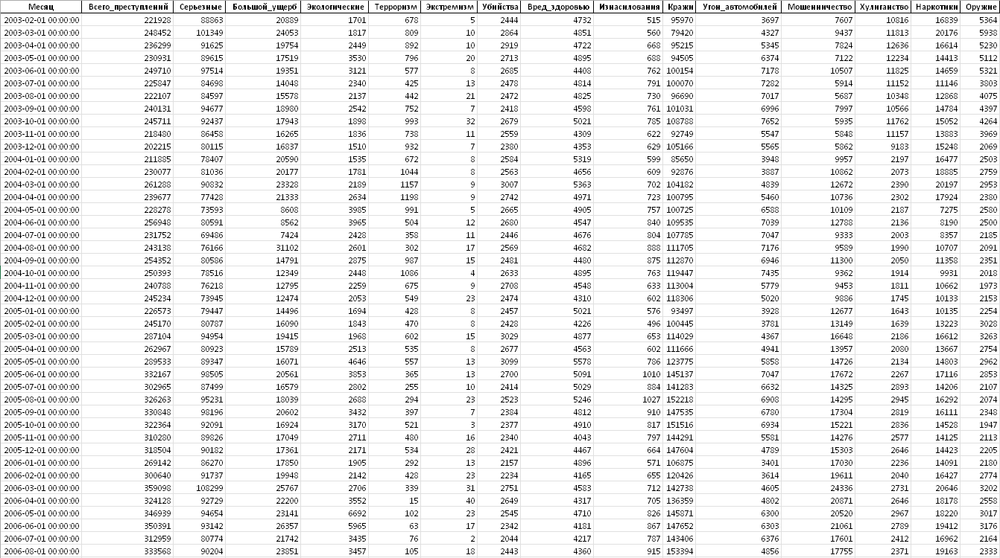 Месяц Всего_преступлений Серьезные Большой_ущерб Экологические Терроризм Экстремизм Убийства Вред_здоровью Изнасилования Кражи Угон_автомобилей Мошенничество Хулиганство Наркотики Оружие
2003-02-01 00:00:00 221928 88863 20889 1701 678 5 2444 4732 515 95970 3697 7607 10816 16839 5364
2003-03-01 00:00:00 248452 101349 24053 1817 809 10 2864 4851 560 79420 4327 9437 11813 20176 5938
2003-04-01 00:00:00 236299 91625 19754 2449 892 10 2919 4722 668 95215 5345 7824 12636 16614 5230
2003-05-01 00:00:00 230931 89615 17519 3530 796 20 2713 4895 688 94505 6374 7122 12234 14413 5112
2003-06-01 00:00:00 249710 97514 19351 3121 577 8 2685 4408 762 100154 7178 10507 11825 14659 5321
2003-07-01 00:00:00 225847 84698 14048 2340 425 13 2478 4814 791 100070 7282 5914 11152 11146 3803
2003-08-01 00:00:00 222107 84597 15578 2137 442 21 2472 4825 730 96690 7017 5687 10348 12868 4075
2003-09-01 00:00:00 240131 94677 18980 2542 752 7 2418 4598 761 101031 6996 7997 10566 14784 4397
2003-10-01 00:00:00 245711 92437 17943 1898 993 32 2679 5021 785 108788 7652 5935 11762 15052 4264
2003-11-01 00:00:00 218480 86458 16265 1836 738 11 2559 4309 622 92749 5547 5848 11157 13883 3969
2003-12-01 00:00:00 202215 80115 16837 1510 932 7 2380 4353 629 105166 5565 5862 9183 15248 2069
2004-01-01 00:00:00 211885 78407 20590 1535 672 8 2584 5319 599 85650 3948 9957 2197 16477 2503
2004-02-01 00:00:00 230077 81036 20177 1781 1044 8 2563 4656 609 92876 3887 10862 2073 18885 2759
2004-03-01 00:00:00 261288 90832 23328 2189 1157 9 3007 5363 702 104182 4839 12672 2390 20197 2953
2004-04-01 00:00:00 239677 77428 21333 2634 1198 9 2742 4971 723 100795 5460 10736 2302 17924 2380
2004-05-01 00:00:00 228278 73593 8608 3985 991 5 2665 4905 757 100725 6588 10109 2187 7275 2580
2004-06-01 00:00:00 256948 80591 8562 3965 504 12 2680 4547 840 109535 7039 12788 2136 8190 2500
2004-07-01 00:00:00 231752 69486 7424 2428 358 11 2446 4676 804 107785 7047 9333 2003 8357 2185
2004-08-01 00:00:00 243138 76166 31102 2601 302 17 2569 4682 888 111705 7176 9589 1990 10707 2091
2004-09-01 00:00:00 254352 80586 14791 2875 987 15 2481 4480 875 112870 6946 11300 2050 11358 2351
2004-10-01 00:00:00 250393 78516 12349 2448 1086 4 2633 4895 763 119447 7435 9362 1914 9931 2018
2004-11-01 00:00:00 240788 76218 12795 2259 675 9 2708 4548 633 113004 5779 9453 1811 10662 1973
2004-12-01 00:00:00 245234 73945 12474 2053 549 23 2474 4310 602 118306 5020 9886 1745 10133 2153
2005-01-01 00:00:00 226573 79447 14496 1694 428 8 2457 5021 576 93497 3928 12677 1643 10135 2254
2005-02-01 00:00:00 245170 80787 16090 1843 470 8 2428 4226 496 100445 3781 13149 1639 13223 3028
2005-03-01 00:00:00 287104 94954 19415 1968 602 15 3029 4877 653 114029 4367 16648 2186 16612 3263
2005-04-01 00:00:00 262967 80923 15789 2513 535 8 2677 4563 602 111666 4941 13957 2080 13667 2754
2005-05-01 00:00:00 289533 89347 16071 4646 557 13 3099 5578 786 123775 5858 14726 2134 14803 2962
2005-06-01 00:00:00 332167 98505 20561 3853 365 13 2700 5091 1010 145137 7047 17672 2267 17116 2853
2005-07-01 00:00:00 302965 87499 16579 2802 255 10 2414 5029 884 141283 6632 14325 2893 14206 2107
2005-08-01 00:00:00 326263 95231 18039 2688 294 23 2523 5246 1027 152218 6908 14295 2945 16292 2074
2005-09-01 00:00:00 330848 98196 20602 3432 397 7 2384 4812 910 147535 6780 17304 2819 16111 2348
2005-10-01 00:00:00 322364 92091 16924 3170 521 3 2377 4910 817 151516 6934 15221 2836 14528 1947
2005-11-01 00:00:00 310280 89826 17049 2711 480 16 2340 4043 797 144291 5581 14276 2577 14125 2113
2005-12-01 00:00:00 318504 90182 17361 2171 534 28 2421 4467 664 147604 4789 15303 2646 14423 2205
2006-01-01 00:00:00 269142 86270 17850 1905 292 13 2157 4896 571 106875 3401 17030 2236 14091 2180
2006-02-01 00:00:00 300640 91737 19948 2142 428 23 2234 4165 655 120426 3614 19611 2040 16427 2774
2006-03-01 00:00:00 359098 108299 25767 2706 339 31 2751 4583 712 142738 4605 24336 2731 20646 3202
2006-04-01 00:00:00 324128 92729 22200 3552 15 40 2649 4317 705 136359 4802 20871 2646 18178 2558
2006-05-01 00:00:00 346939 94654 23141 6692 102 23 2545 4710 826 145871 6300 20520 2967 18220 3017
2006-06-01 00:00:00 350391 93142 26357 5965 63 17 2342 4181 867 147652 6303 21061 2789 19412 3176
2006-07-01 00:00:00 312959 80774 21742 3435 76 2 2044 4217 787 143406 6376 17601 2412 16962 2164
2006-08-01 00:00:00 333568 90204 23851 3457 105 18 2443 4360 915 153394 4856 17755 2371 19163 2333